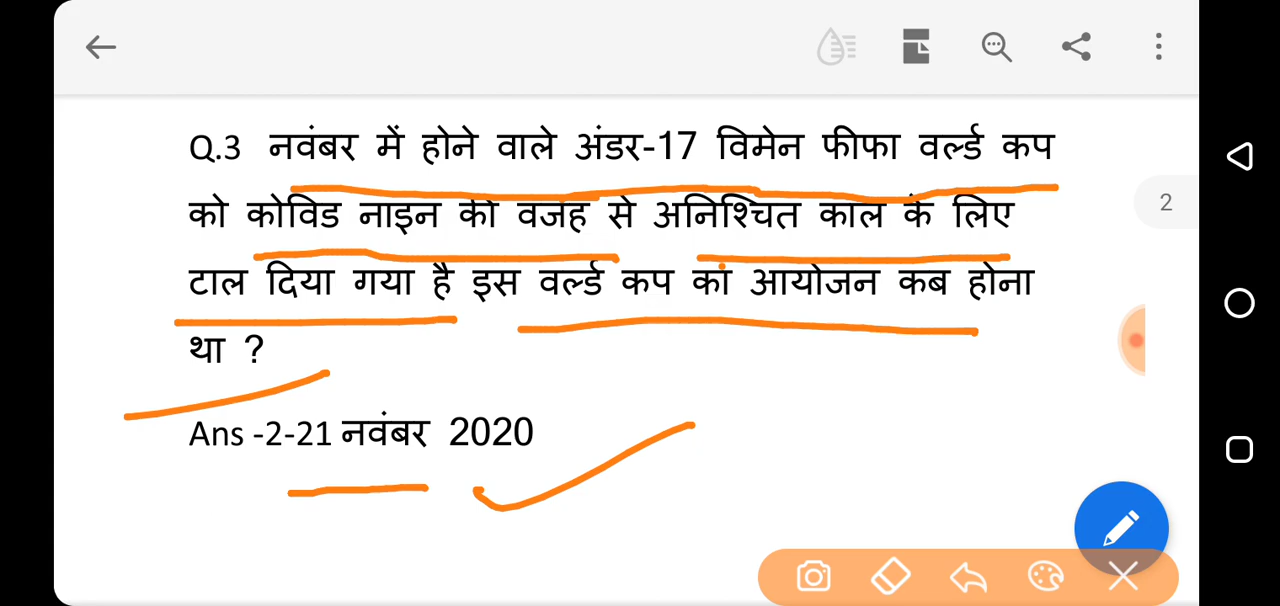 Q.3 नवंबर में होने वाले अंडर-17 विमेन फीफा वर्ल्ड कप
को कोविड नाइन की वजह से अनिश्चित काल के लिए
टाल दिया गया है इस वर्ल्ड कप का आयोजन कब होना
था ?
Ans -2-21 नवंबर 2020
2